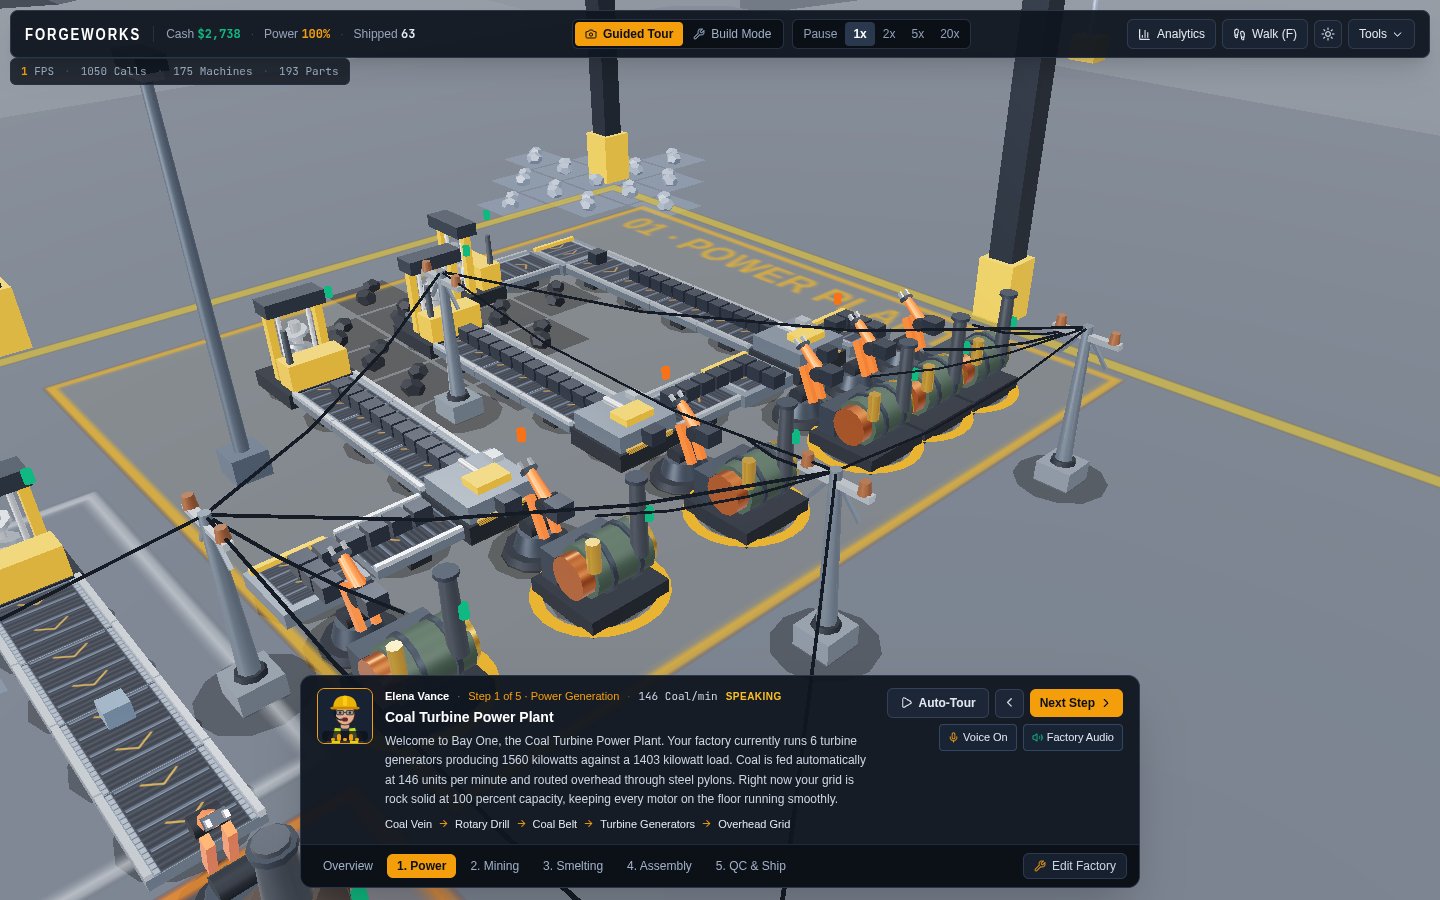 FORGEWORKS Cash $2,738 · Power 100% · Shipped 63 Guided Tour Build Mode Pause 1x 2x 5x 20x Analytics Walk (F) Tools
1 FPS · 1050 Calls · 175 Machines · 193 Parts
01 · POWER
Elena Vance · Step 1 of 5 · Power Generation · 146 Coal/min SPEAKING
Auto-Tour Next Step
Coal Turbine Power Plant
Voice On Factory Audio
Welcome to Bay One, the Coal Turbine Power Plant. Your factory currently runs 6 turbine
generators producing 1560 kilowatts against a 1403 kilowatt load. Coal is fed automatically
at 146 units per minute and routed overhead through steel pylons. Right now your grid is
rock solid at 100 percent capacity, keeping every motor on the floor running smoothly.
Coal Vein → Rotary Drill → Coal Belt → Turbine Generators → Overhead Grid
Overview 1. Power 2. Mining 3. Smelting 4. Assembly 5. QC & Ship Edit Factory